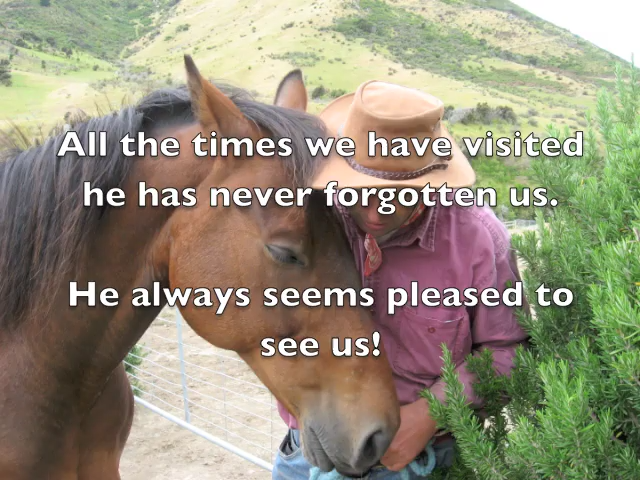 All the times we have visited
he has never forgotten us.
He always seems pleased to
see us!